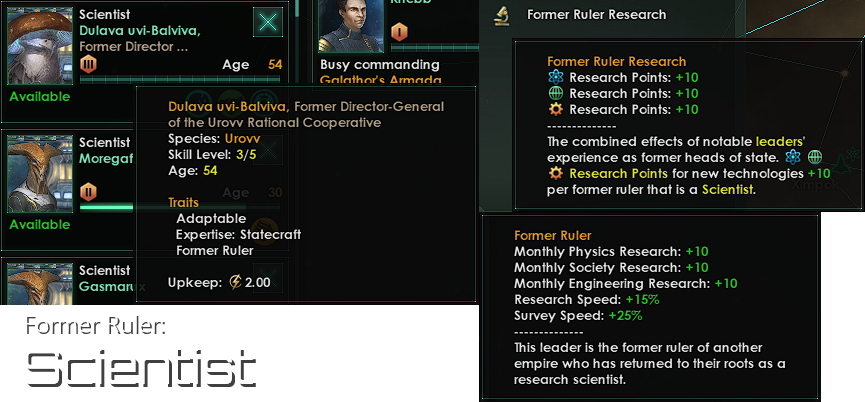 Scientist
Dulava uvi-Balviva,
Former Director ...
III
Age 54
Available
Scientist
Moregaf
II
Age 30
Available
Scientist
Gasmarux
Khebb
I
Busy commanding
Galathor's Armada
Dulava uvi-Balviva, Former Director-General
of the Urovv Rational Cooperative
Species: Urovv
Skill Level: 3/5
Age: 54
Traits
Adaptable
Expertise: Statecraft
Former Ruler
Upkeep: 2.00
Former Ruler Research
Former Ruler Research
Research Points: +10
Research Points: +10
Research Points: +10
--------------
The combined effects of notable leaders'
experience as former heads of state.
Research Points for new technologies +10
per former ruler that is a Scientist.
Former Ruler
Monthly Physics Research: +10
Monthly Society Research: +10
Monthly Engineering Research: +10
Research Speed: +15%
Survey Speed: +25%
--------------
This leader is the former ruler of another
empire who has returned to their roots as a
research scientist.
Former Ruler:
Scientist